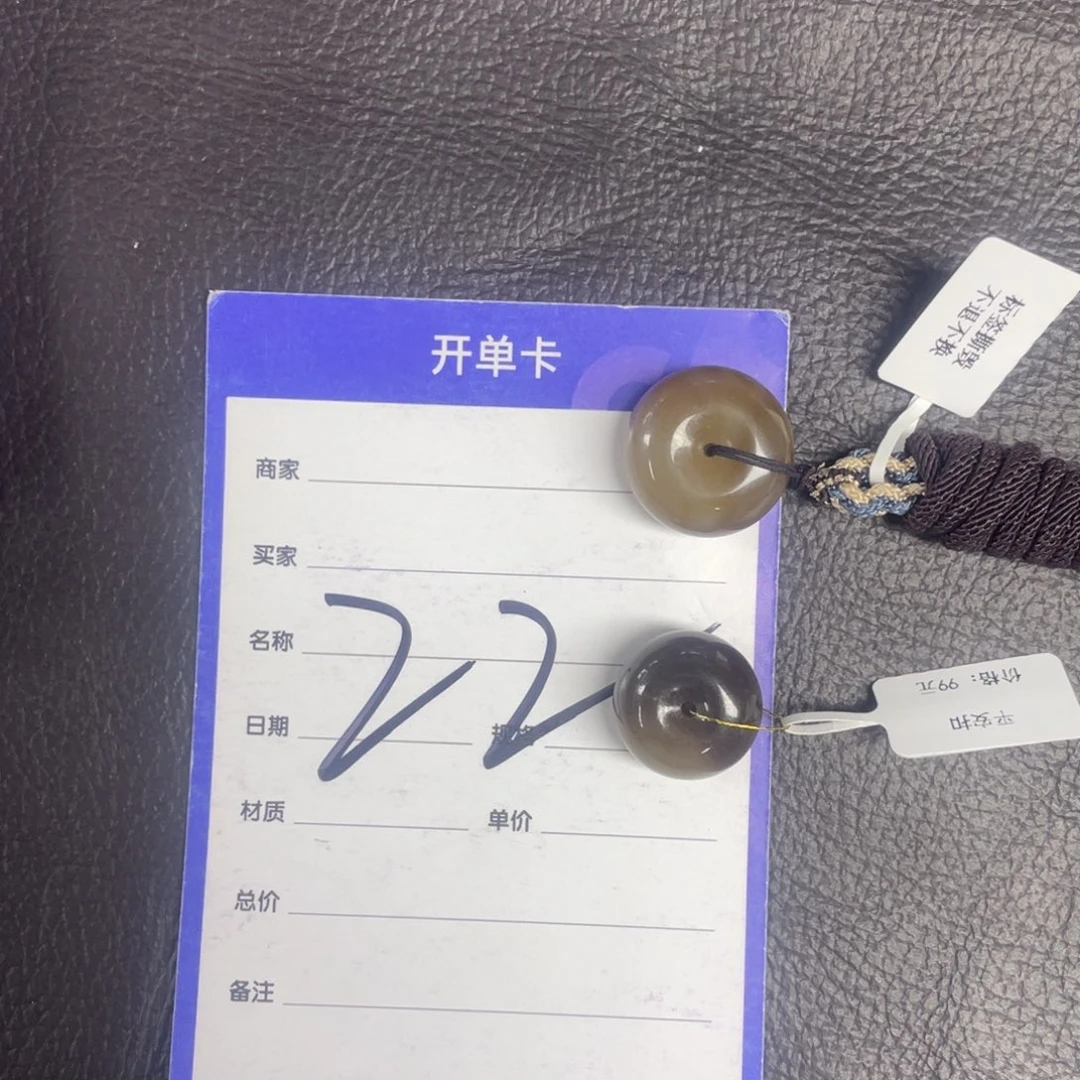 开单卡
商家
买家
名称
22
日期 规格
材质 单价
总价
备注
标签撕毁
不退不换
平安扣
价格：99元